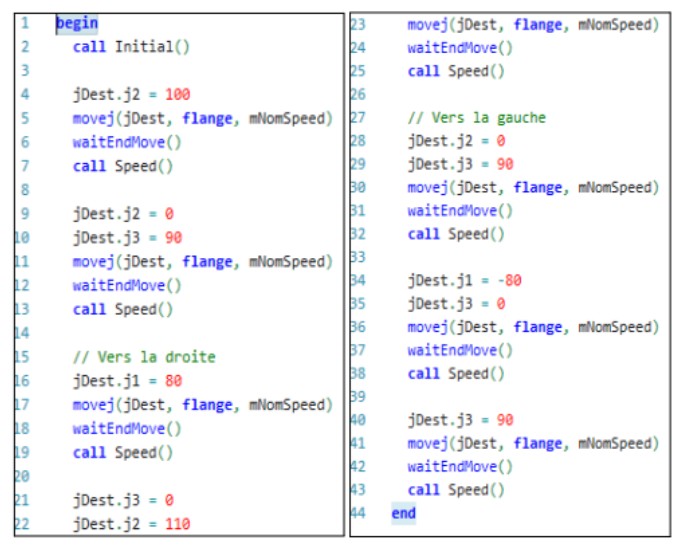 1 begin
2 call Initial()
3
4 jDest.j2 = 100
5 movej(jDest, flange, mNomSpeed)
6 waitEndMove()
7 call Speed()
8
9 jDest.j2 = 0
10 jDest.j3 = 90
11 movej(jDest, flange, mNomSpeed)
12 waitEndMove()
13 call Speed()
14
15 // Vers la droite
16 jDest.j1 = 80
17 movej(jDest, flange, mNomSpeed)
18 waitEndMove()
19 call Speed()
20
21 jDest.j3 = 0
22 jDest.j2 = 110
23 movej(jDest, flange, mNomSpeed)
24 waitEndMove()
25 call Speed()
26
27 // Vers la gauche
28 jDest.j2 = 0
29 jDest.j3 = 90
30 movej(jDest, flange, mNomSpeed)
31 waitEndMove()
32 call Speed()
33
34 jDest.j1 = -80
35 jDest.j3 = 0
36 movej(jDest, flange, mNomSpeed)
37 waitEndMove()
38 call Speed()
39
40 jDest.j3 = 90
41 movej(jDest, flange, mNomSpeed)
42 waitEndMove()
43 call Speed()
44 end